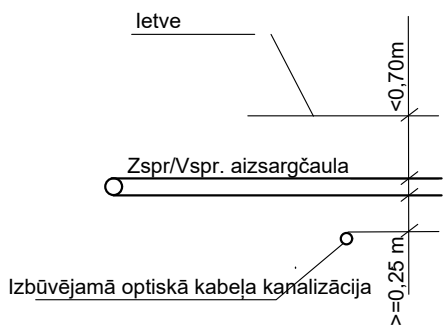 Ietve
<0,70m
Zspr/Vspr. aizsargčaula
Izbūvējamā optiskā kabeļa kanalizācija
>=0,25 m